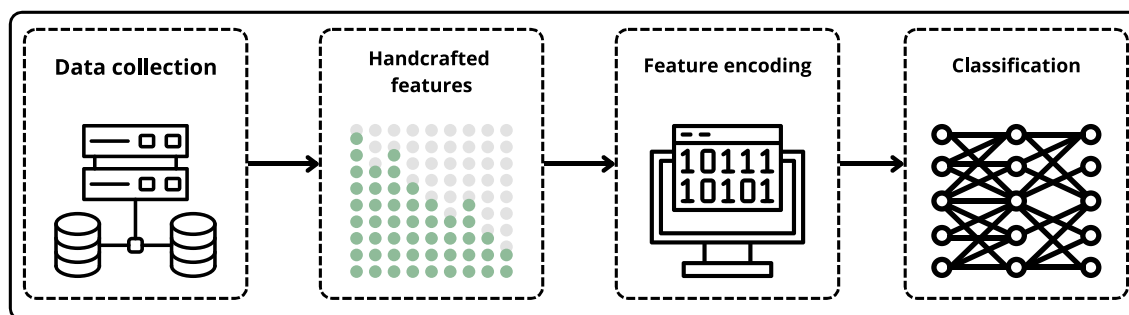 Data collection
Handcrafted
features
Feature encoding
10111
10101
Classification